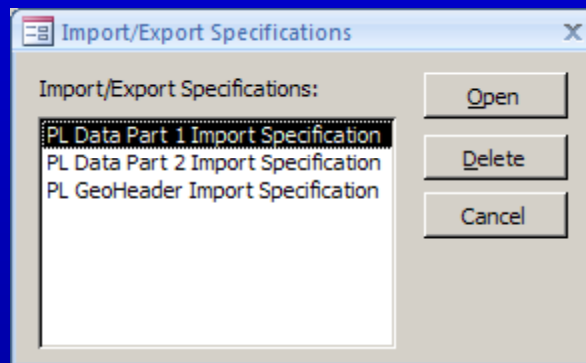 Import/Export Specifications
Import/Export Specifications:
PL Data Part 1 Import Specification
PL Data Part 2 Import Specification
PL GeoHeader Import Specification
Open
Delete
Cancel